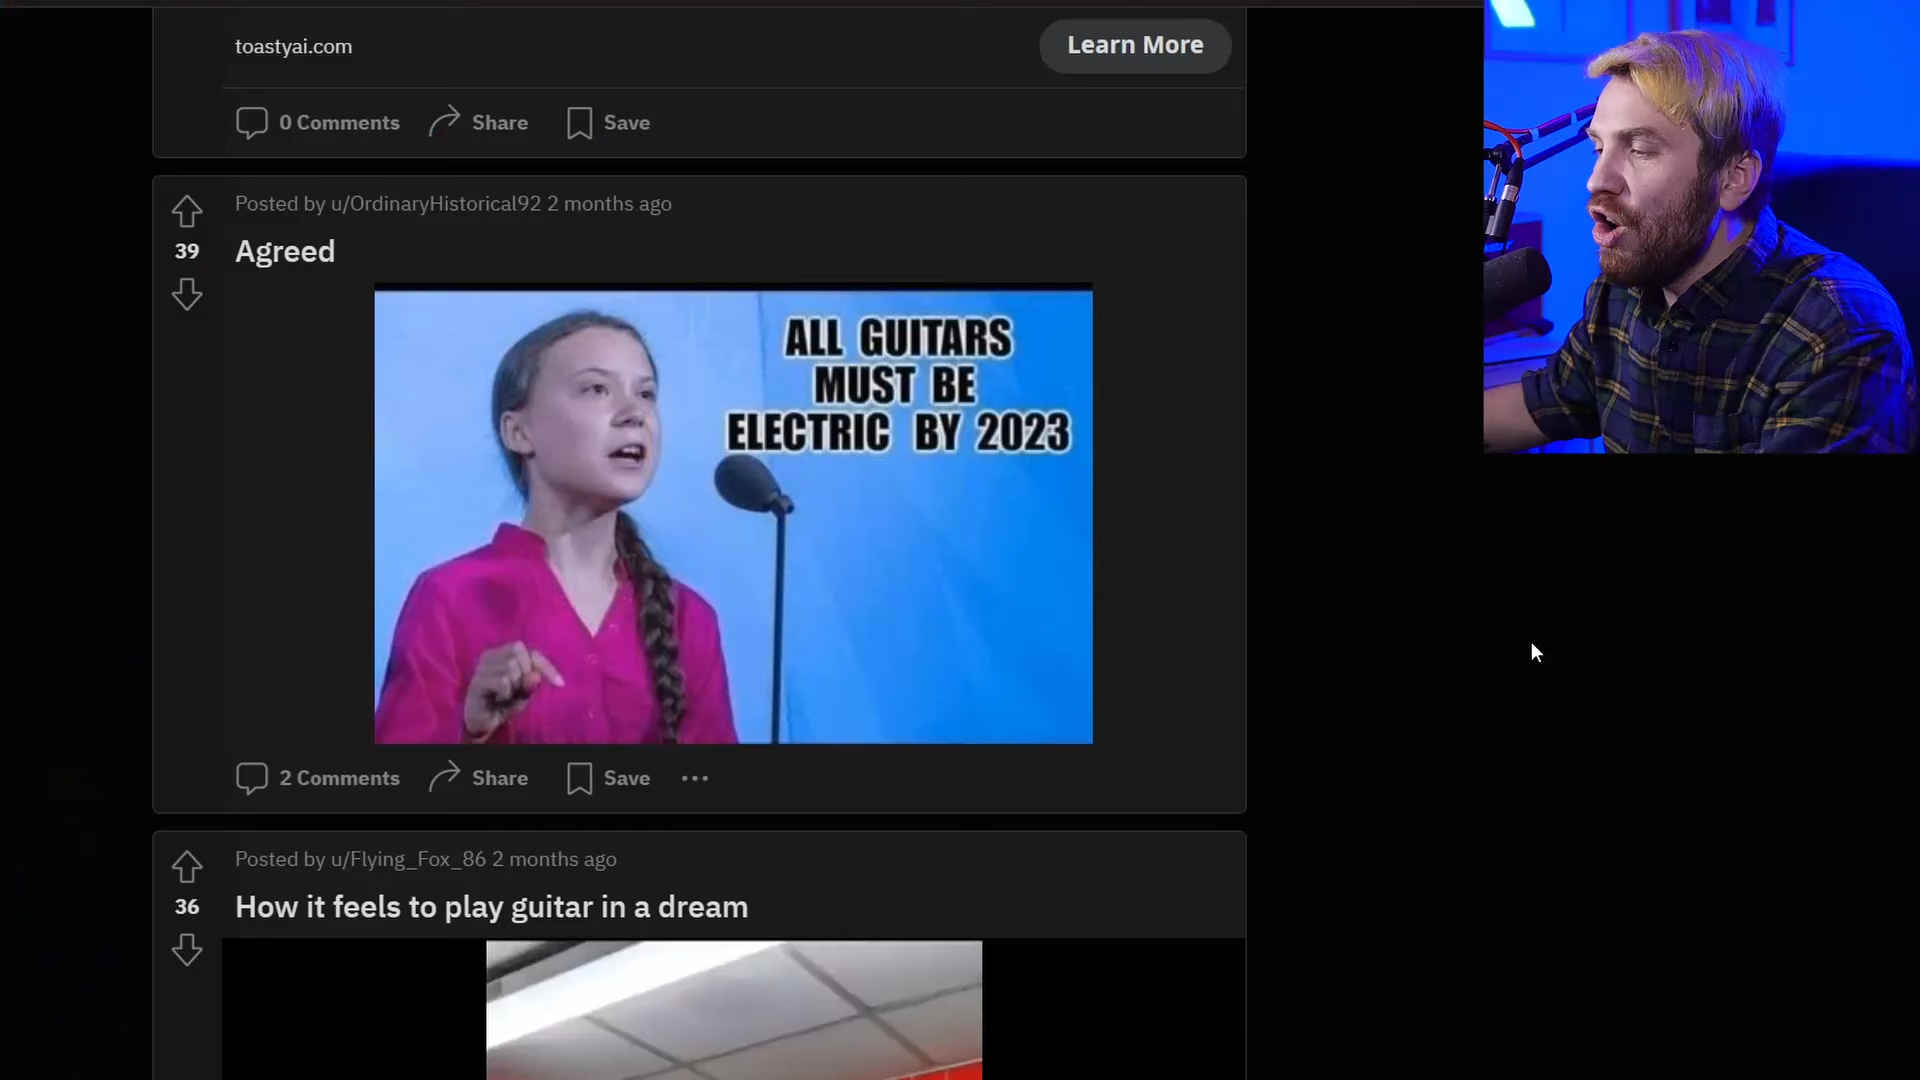 toastyai.com
Learn More
0 Comments Share Save
Posted by u/OrdinaryHistorical92 2 months ago
39
Agreed
ALL GUITARS
MUST BE
ELECTRIC BY 2023
2 Comments Share Save
Posted by u/Flying_Fox_86 2 months ago
36
How it feels to play guitar in a dream